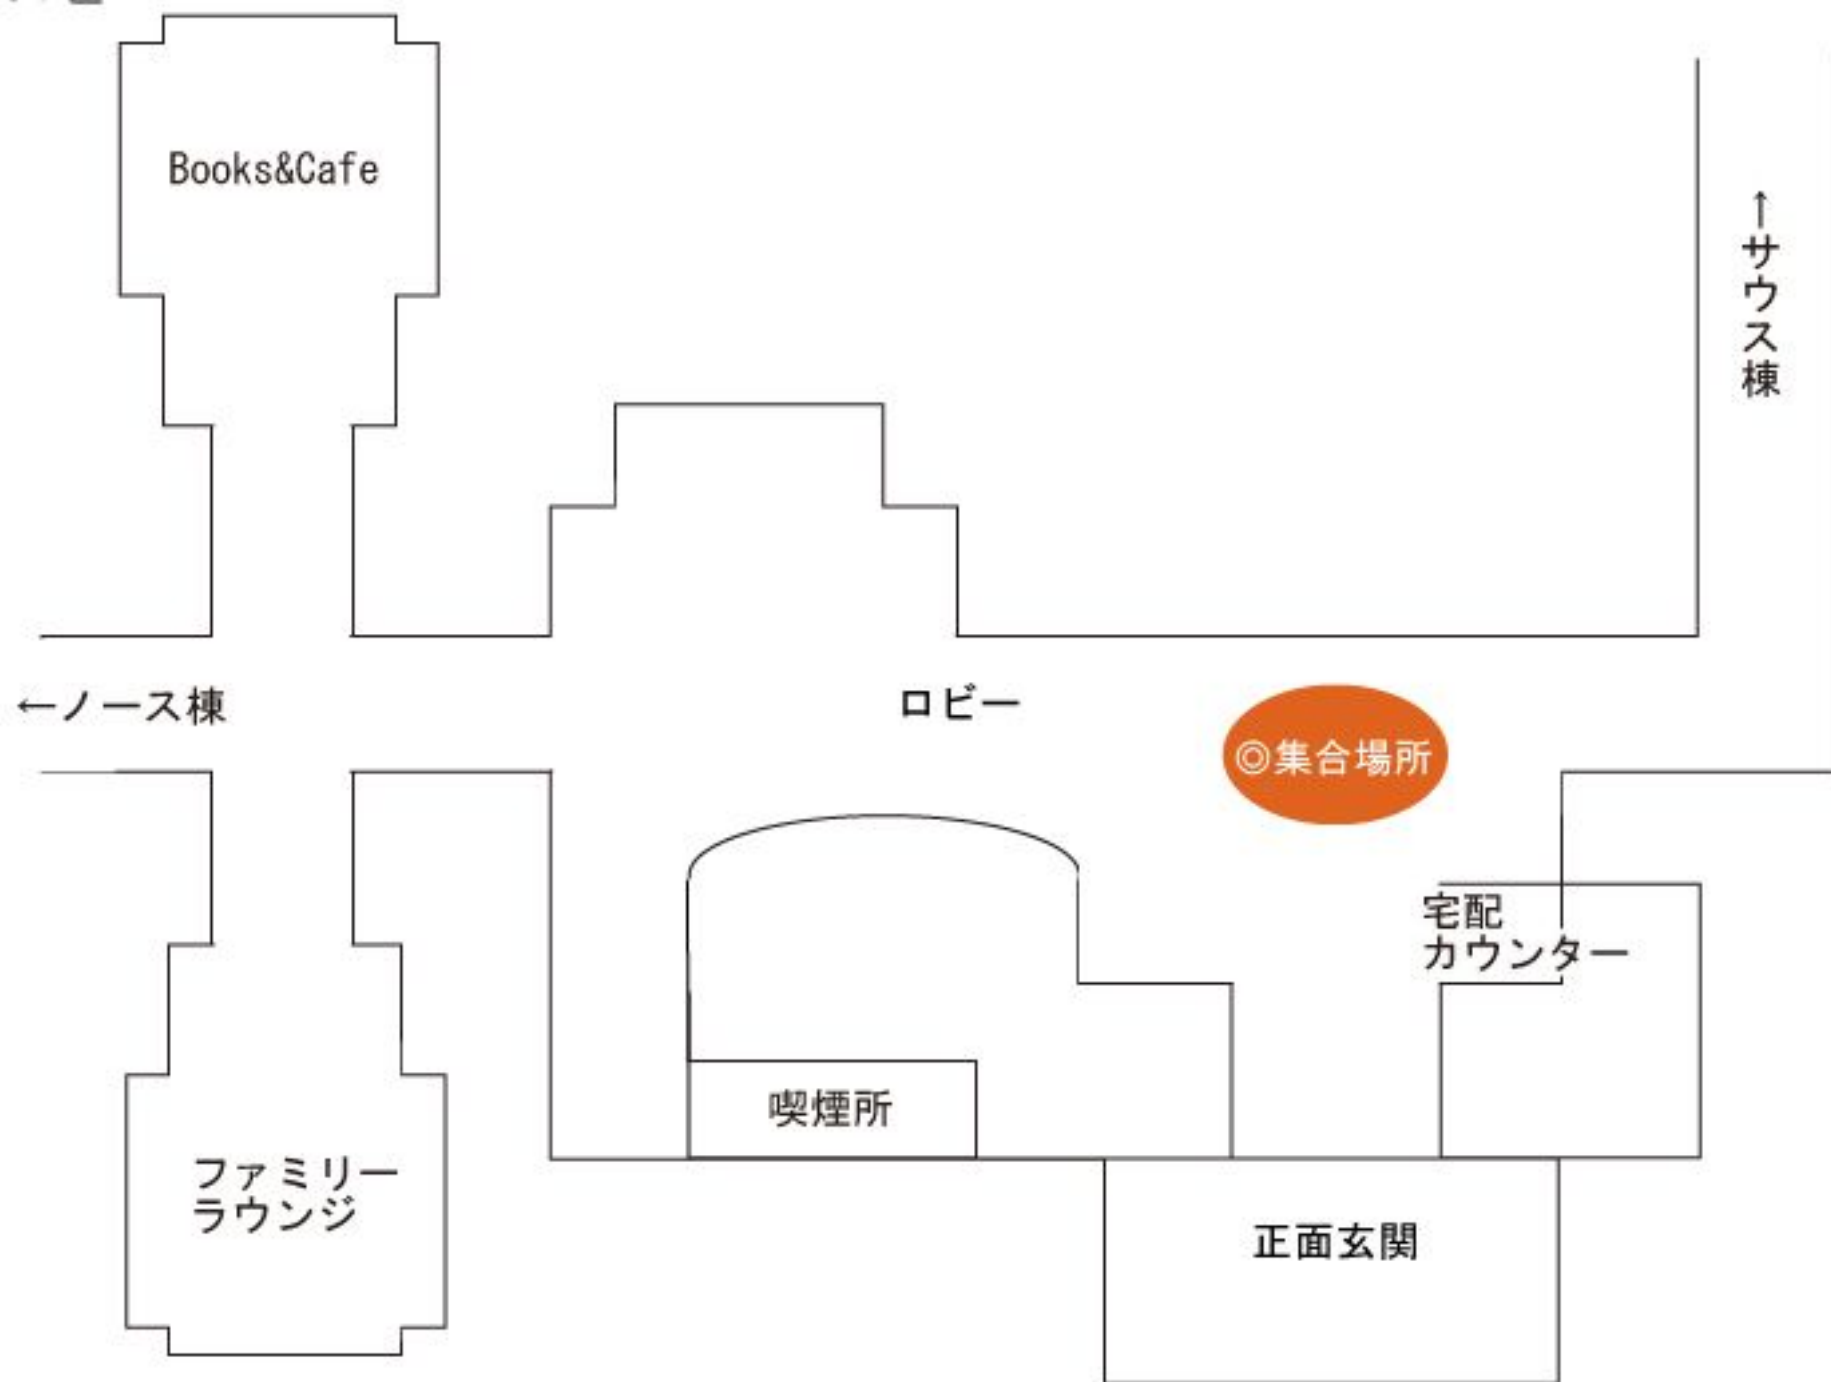 Books&Cafe
↑サウス棟
←ノース棟
ロビー
◎集合場所
宅配
カウンター
喫煙所
ファミリー
ラウンジ
正面玄関